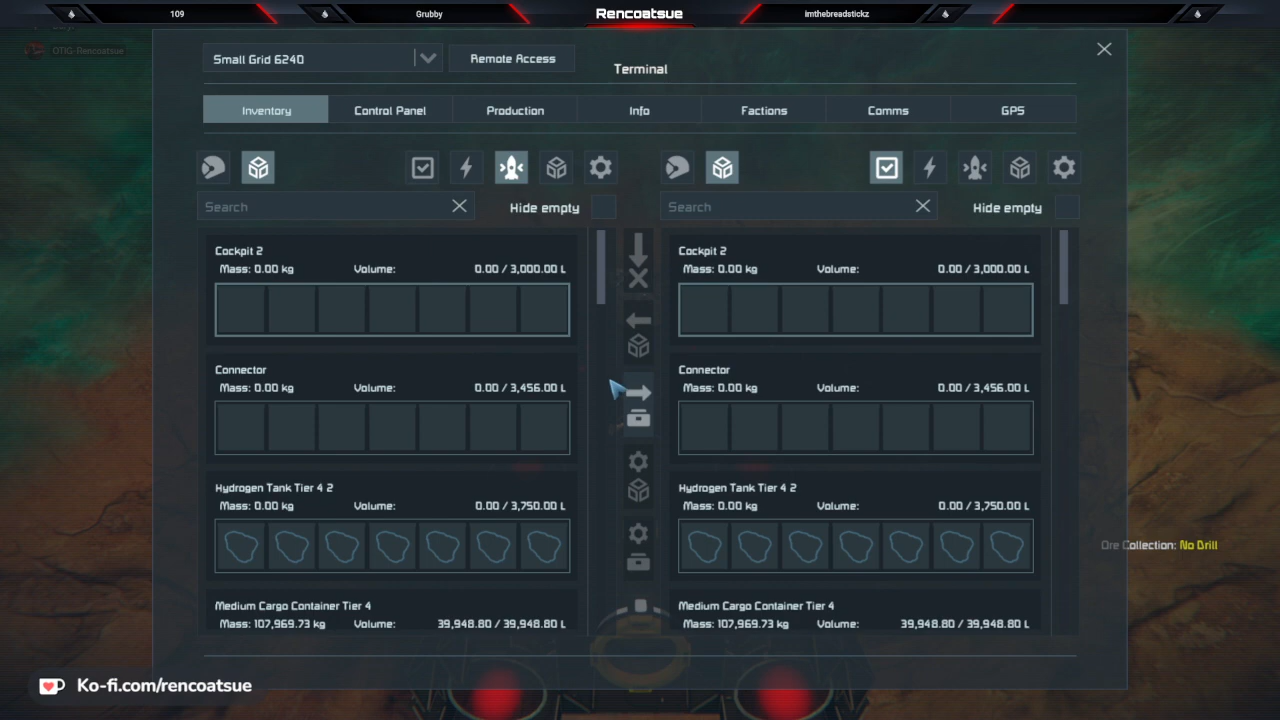 109
Grubby
Rencoatsue
imthebreadstickz
OTIG-Rencoatsue
Small Grid 6240
Remote Access
Terminal
Inventory
Control Panel
Production
Info
Factions
Comms
GPS
Search
Hide empty
Search
Hide empty
Cockpit 2
Mass: 0.00 kg Volume: 0.00 / 3,000.00 L
Cockpit 2
Mass: 0.00 kg Volume: 0.00 / 3,000.00 L
Connector
Mass: 0.00 kg Volume: 0.00 / 3,456.00 L
Connector
Mass: 0.00 kg Volume: 0.00 / 3,456.00 L
Hydrogen Tank Tier 4 2
Mass: 0.00 kg Volume: 0.00 / 3,750.00 L
Hydrogen Tank Tier 4 2
Mass: 0.00 kg Volume: 0.00 / 3,750.00 L
Ore Collection: No Drill
Medium Cargo Container Tier 4
Mass: 107,969.73 kg Volume: 39,948.80 / 39,948.80 L
Medium Cargo Container Tier 4
Mass: 107,969.73 kg Volume: 39,948.80 / 39,948.80 L
Ko-fi.com/rencoatsue